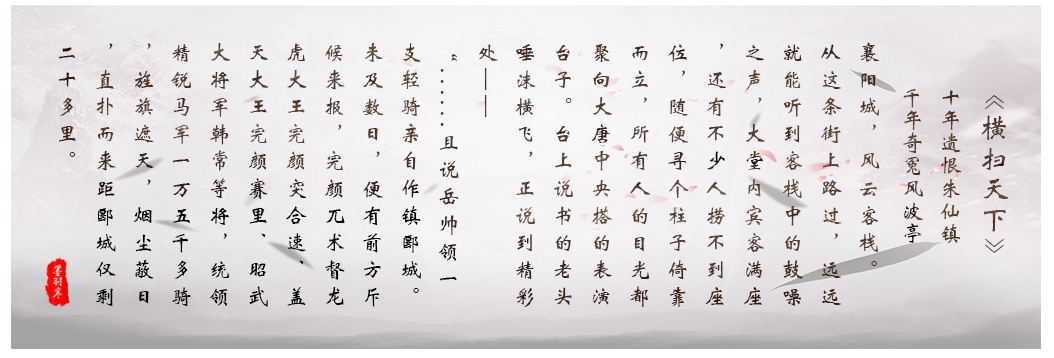 《横扫天下》
十年遗恨朱仙镇
千年奇冤风波亭
襄阳城，风云客栈。
从这条街上路过，远远
就能听到客栈中的鼓噪
之声，大堂内宾客满座
，还有不少人捞不到座
位，随便寻个柱子倚靠
而立，所有人的目光都
聚向大唐中央搭的表演
台子。台上说书的老头
唾沫横飞，正说到精彩
处——
“……且说岳帅领一
支轻骑亲自作镇郾城。
未及数日，便有前方斥
候来报，完颜兀术督龙
虎大王完颜突合速、盖
天大王完颜赛里、昭武
大将军韩常等将，统领
精锐马军一万五千多骑
，旌旗遮天，烟尘蔽日
，直扑而来距郾城仅剩
二十多里。
墨羽寒